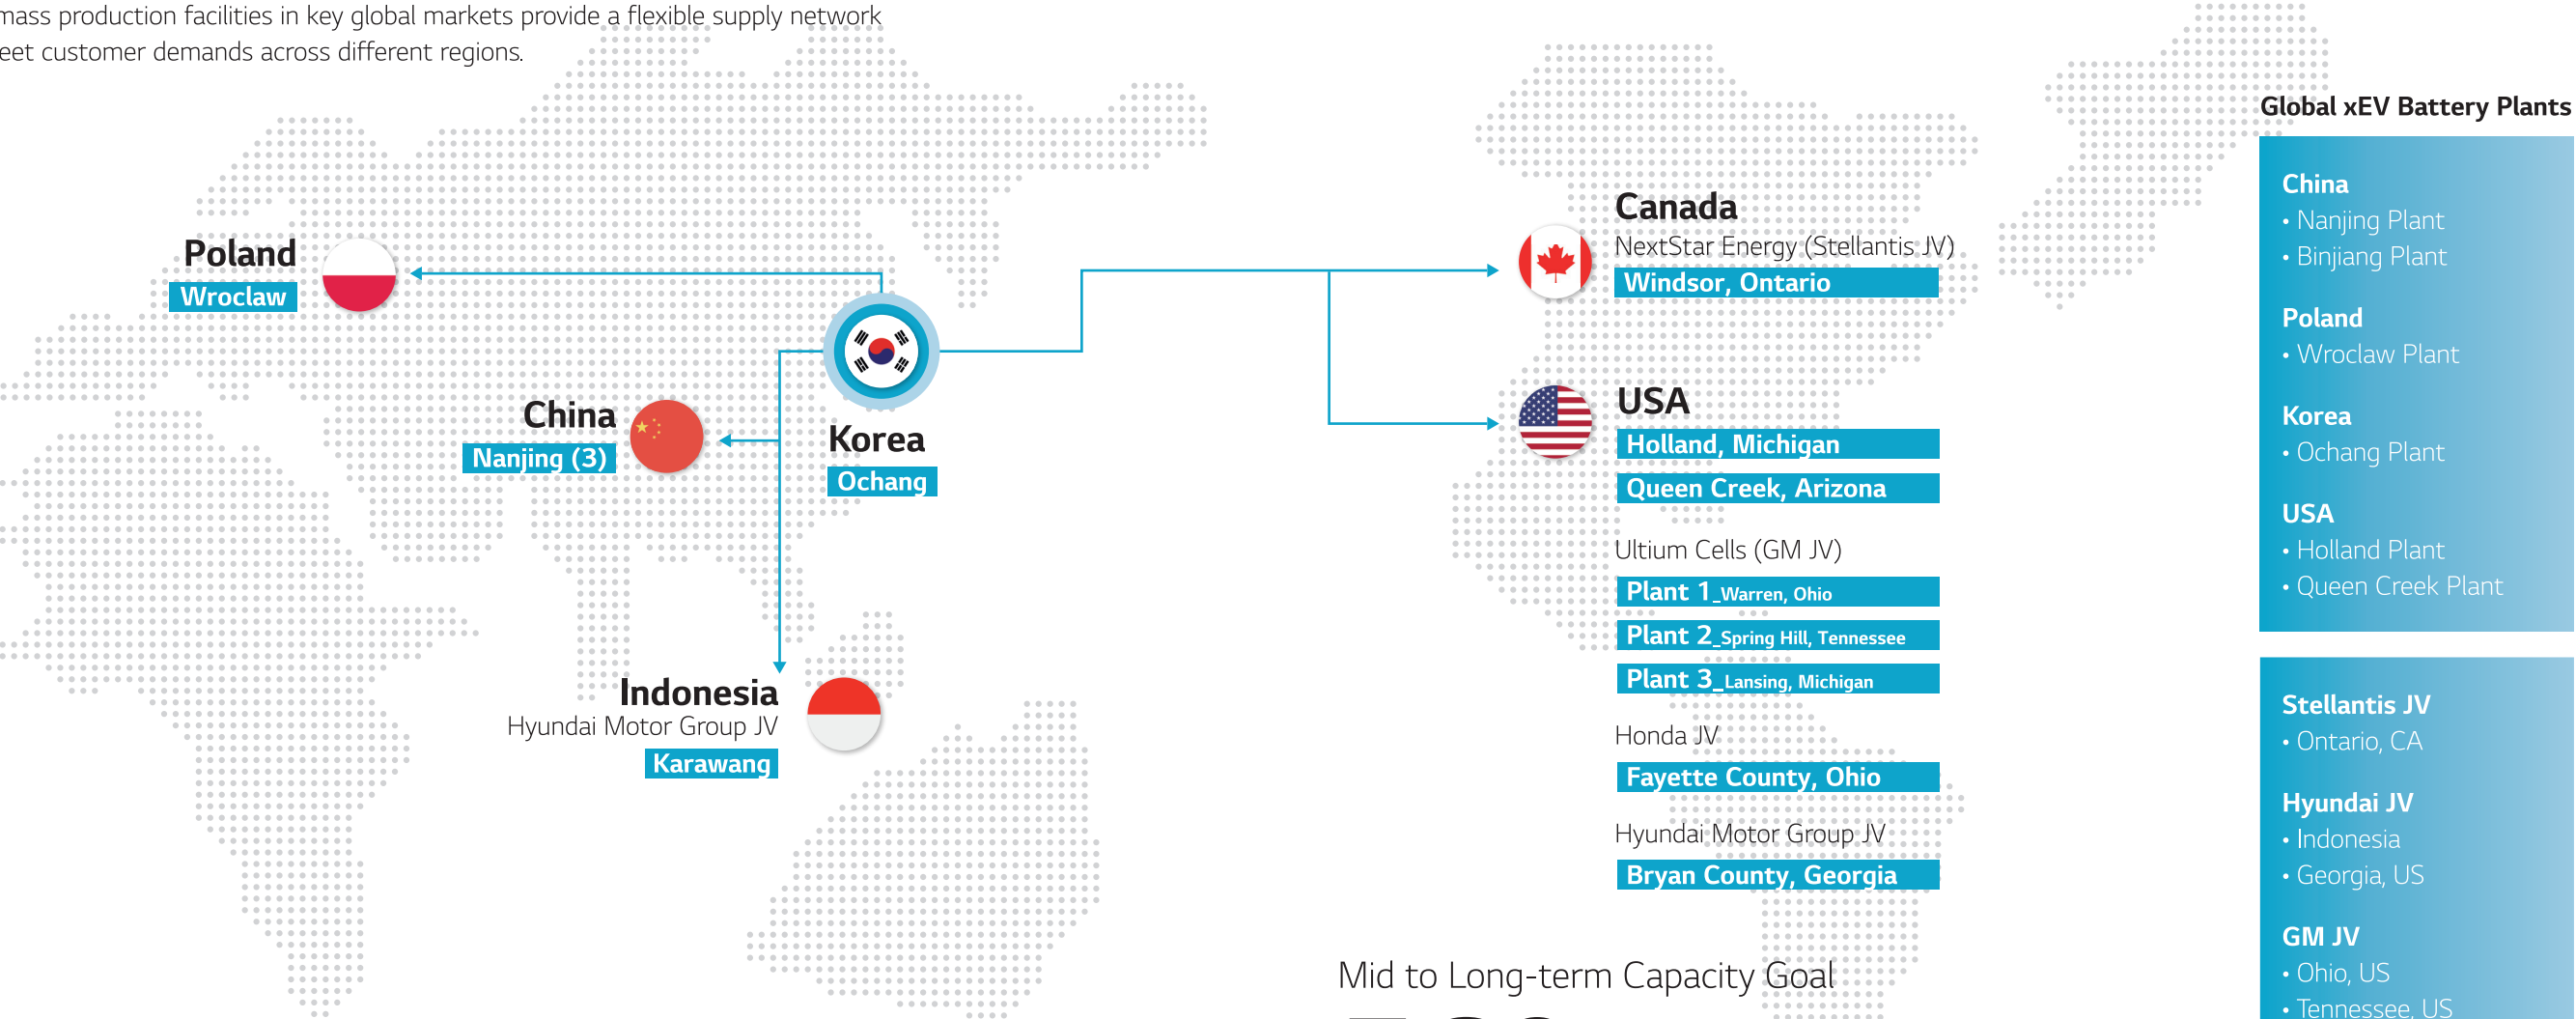 mass production facilities in key global markets provide a flexible supply network
eet customer demands across different regions.
Poland
Wroclaw
China
Nanjing (3)
Korea
Ochang
Indonesia
Hyundai Motor Group JV
Karawang
Canada
NextStar Energy (Stellantis JV)
Windsor, Ontario
USA
Holland, Michigan
Queen Creek, Arizona
Ultium Cells (GM JV)
Plant 1_Warren, Ohio
Plant 2_Spring Hill, Tennessee
Plant 3_Lansing, Michigan
Honda JV
Fayette County, Ohio
Hyundai Motor Group JV
Bryan County, Georgia
Mid to Long-term Capacity Goal
Global xEV Battery Plants
China
• Nanjing Plant
• Binjiang Plant
Poland
• Wroclaw Plant
Korea
• Ochang Plant
USA
• Holland Plant
• Queen Creek Plant
Stellantis JV
• Ontario, CA
Hyundai JV
• Indonesia
• Georgia, US
GM JV
• Ohio, US
• Tennessee, US